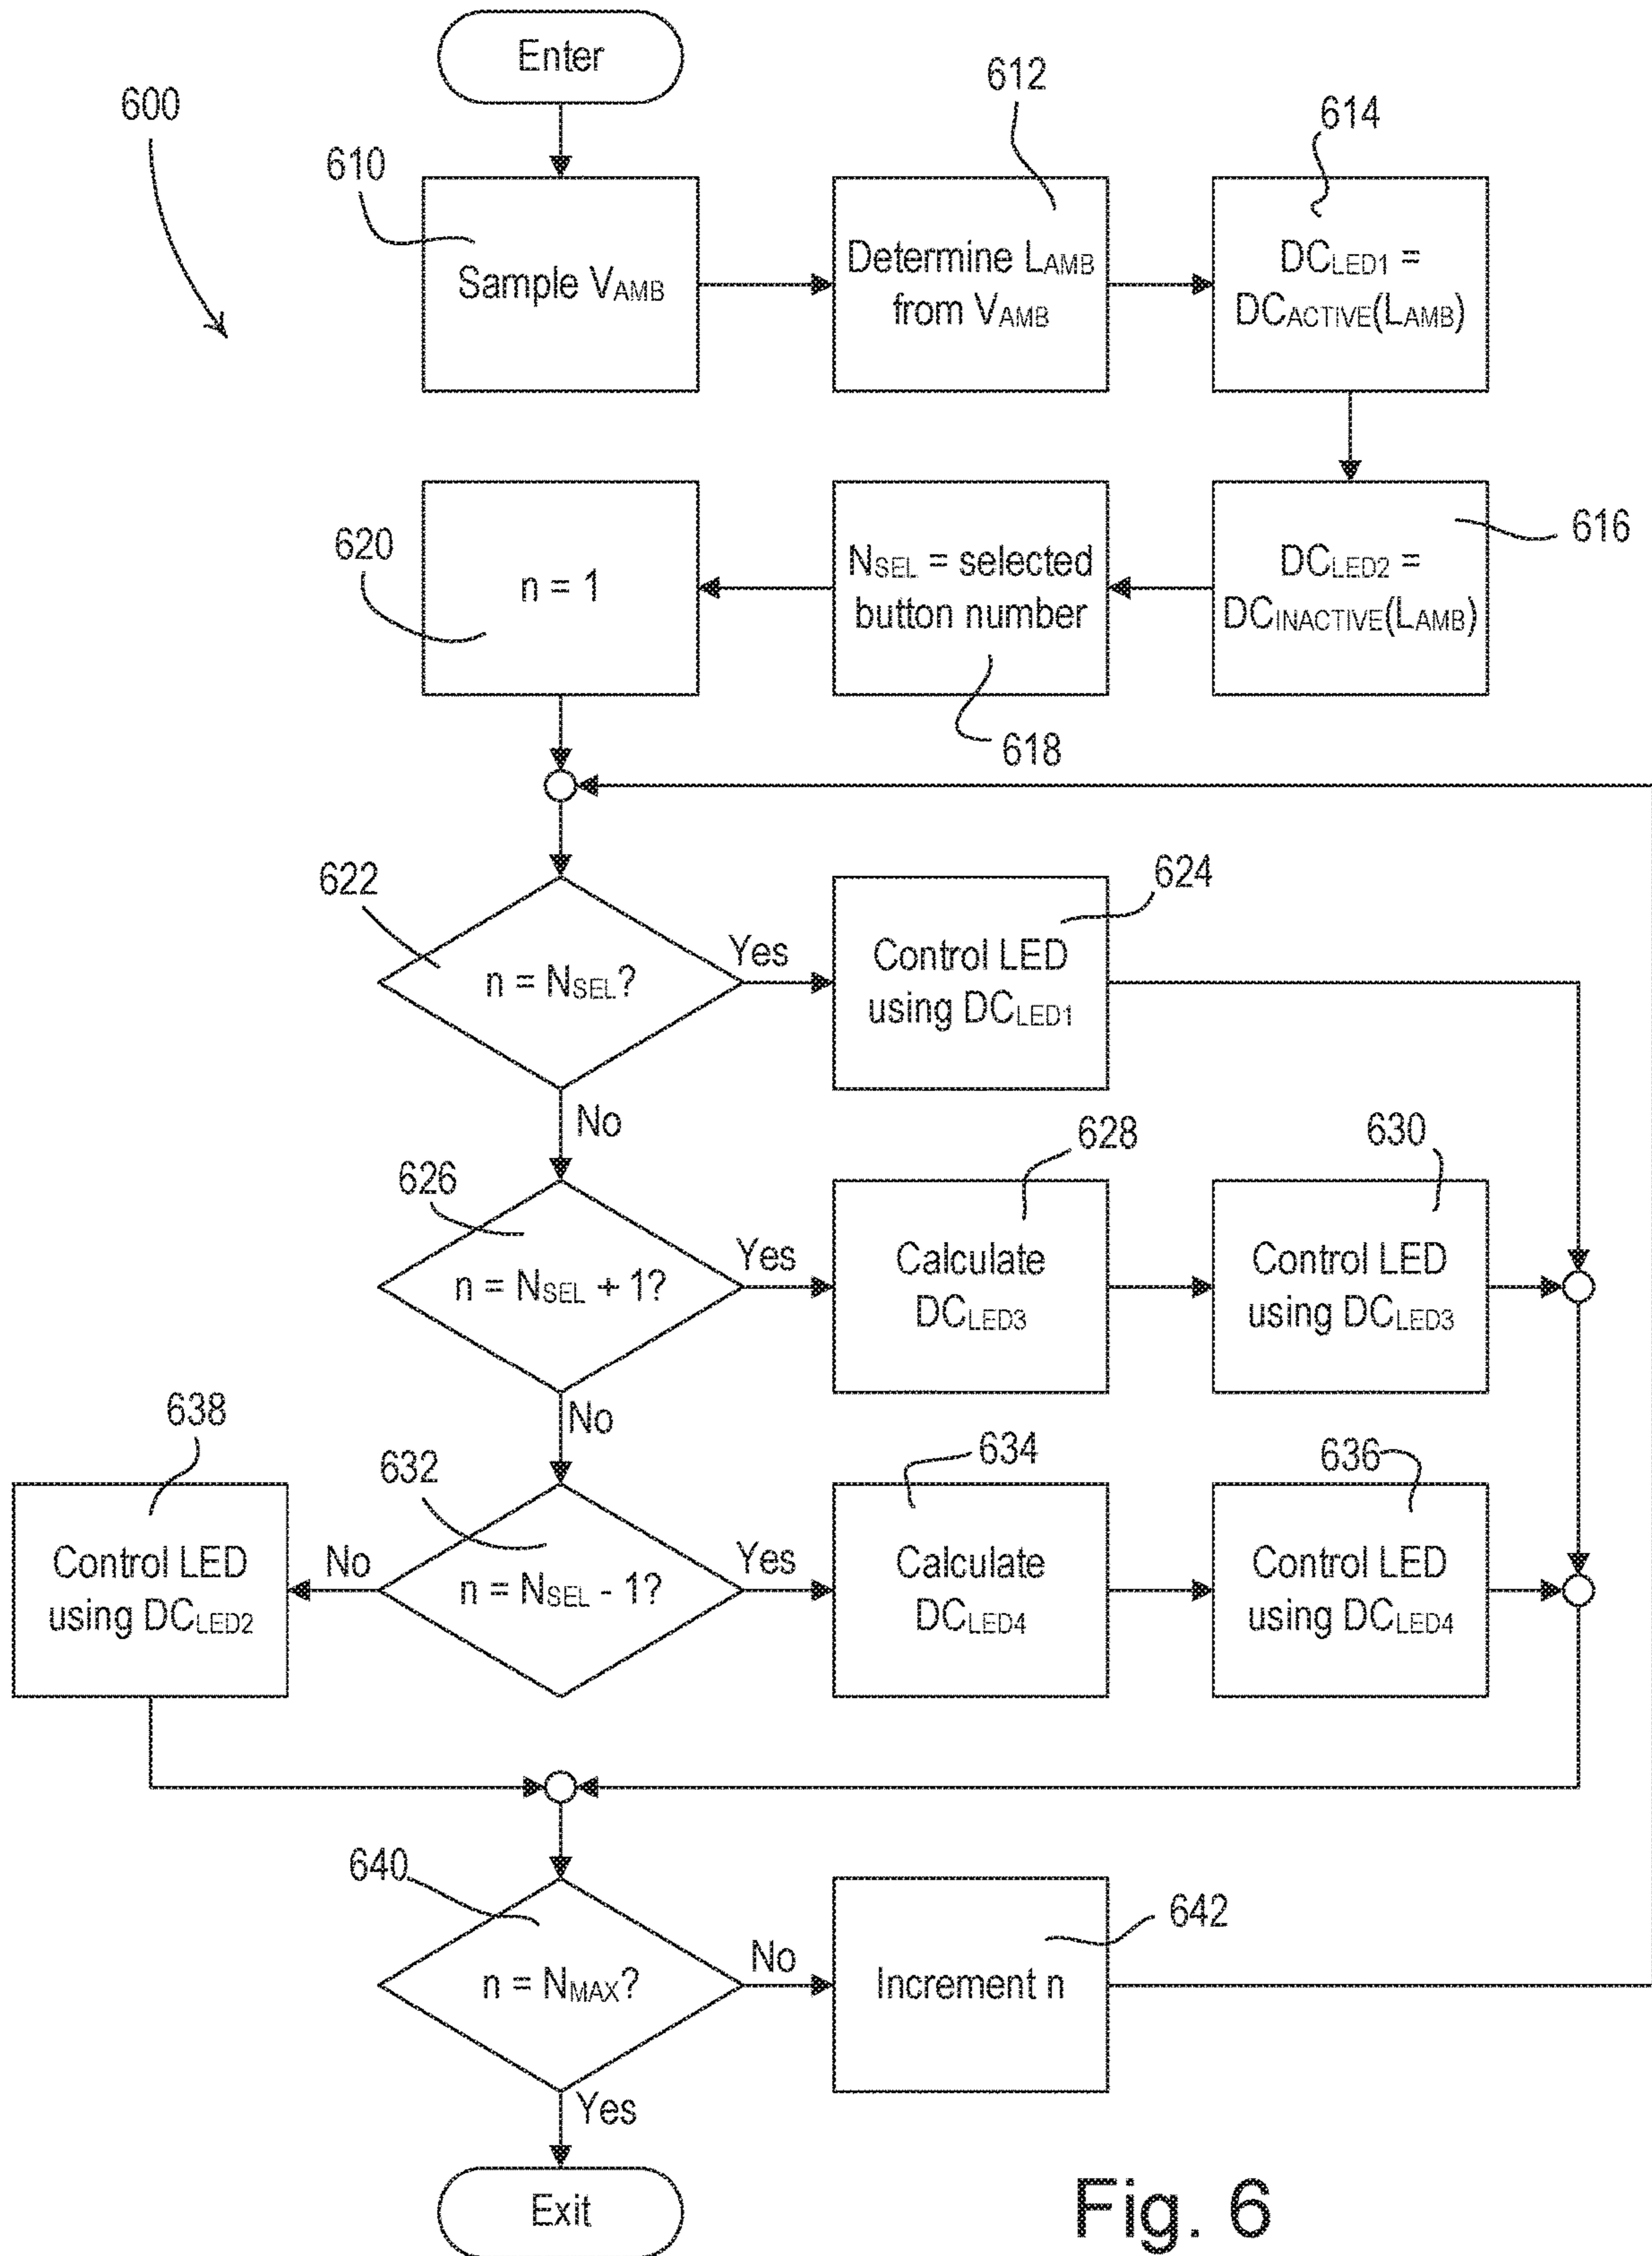 600
Enter
610
Sample VAMB
612
Determine LAMB
from VAMB
614
DCLED1 =
DCACTIVE(LAMB)
616
DCLED2 =
DCINACTIVE(LAMB)
618
NSEL = selected
button number
620
n = 1
622
n = NSEL?
Yes
624
Control LED
using DCLED1
No
626
n = NSEL + 1?
Yes
628
Calculate
DCLED3
630
Control LED
using DCLED3
No
632
n = NSEL - 1?
Yes
634
Calculate
DCLED4
636
Control LED
using DCLED4
No
638
Control LED
using DCLED2
640
n = NMAX?
No
642
Increment n
Yes
Exit
Fig. 6